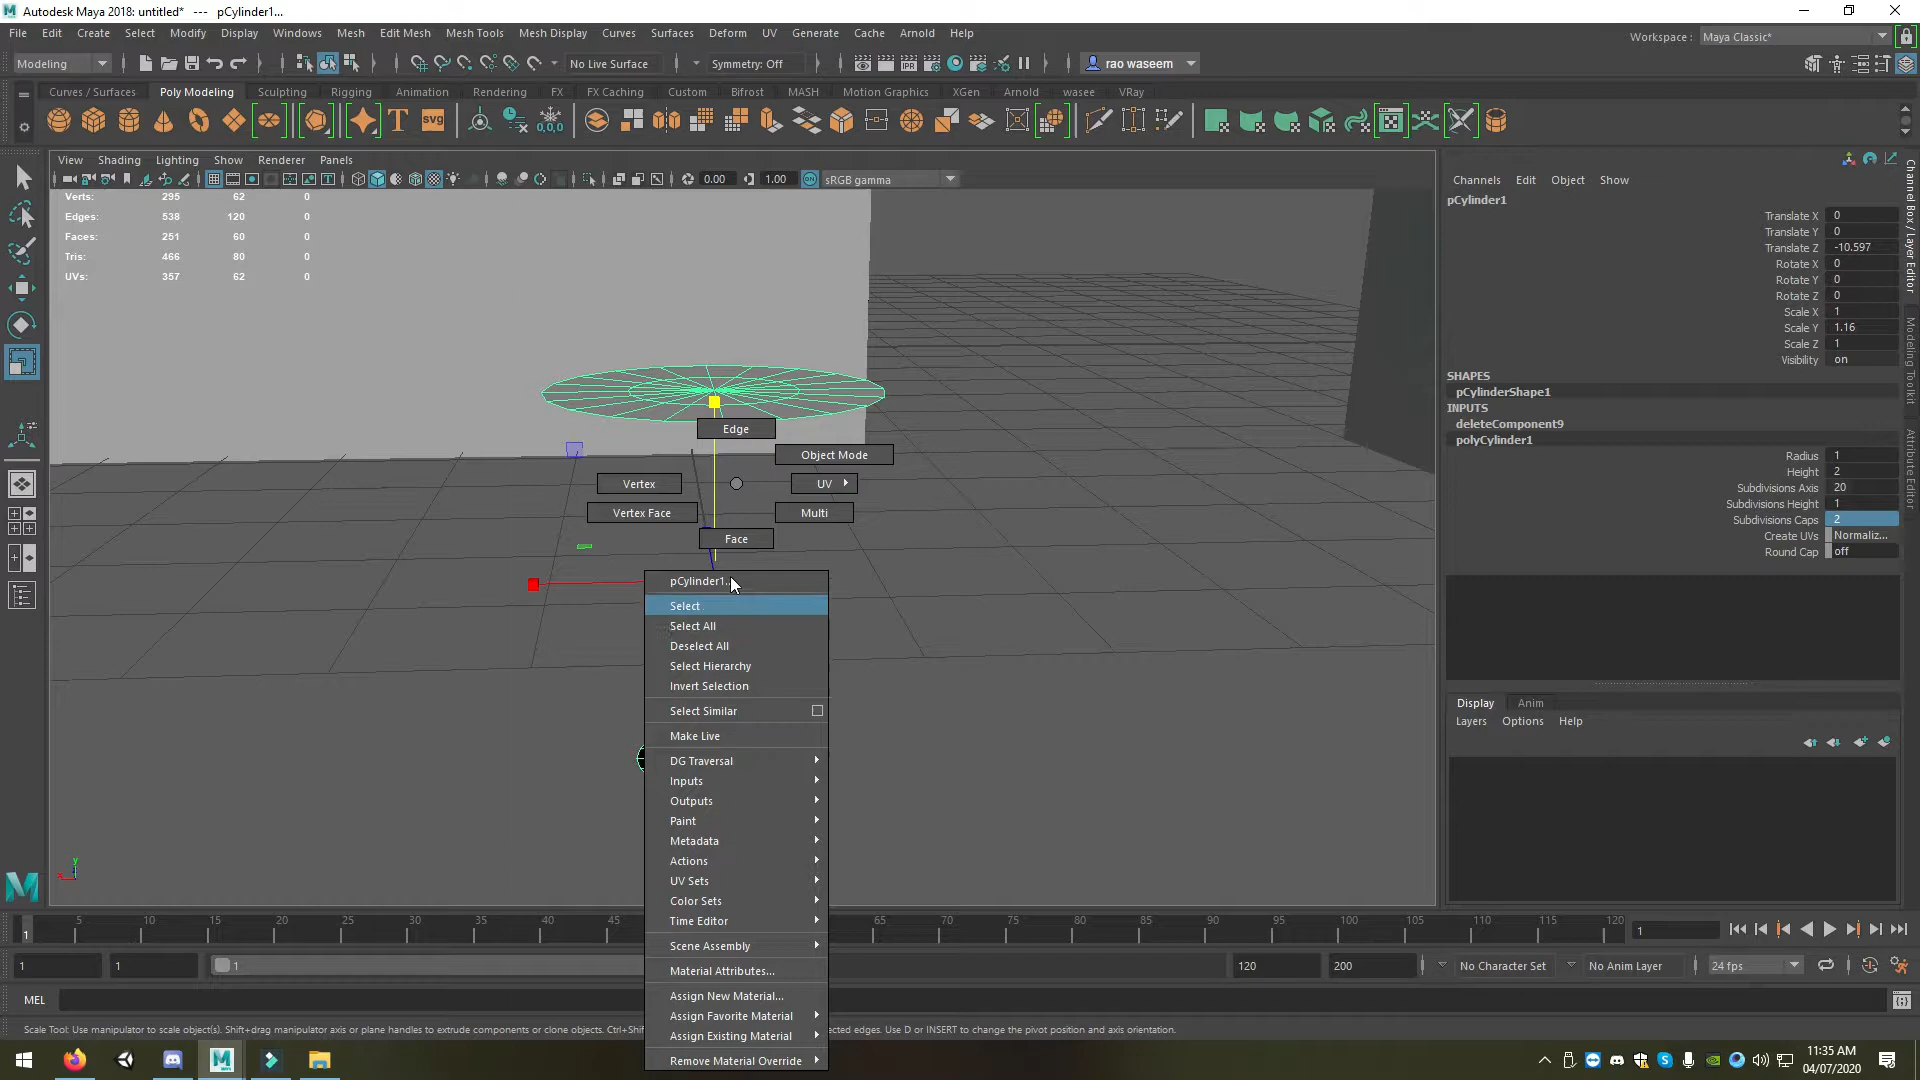 Autodesk Maya 2018: untitled* --- pCylinder1...
File Edit Create Select Modify Display Windows Mesh Edit Mesh Mesh Tools Mesh Display Curves Surfaces Deform UV Generate Cache Arnold Help
Workspace : Maya Classic*
Modeling No Live Surface Symmetry: Off rao waseem
Curves / Surfaces Poly Modeling Sculpting Rigging Animation Rendering FX FX Caching Custom Bifrost MASH Motion Graphics XGen Arnold wasee VRay
T svg 0,0,0
View Shading Lighting Show Renderer Panels
0.00 1.00 sRGB gamma
Verts: 295 62 0
Edges: 538 120 0
Faces: 251 60 0
Tris: 466 80 0
UVs: 357 62 0
Edge
Object Mode
Vertex UV
Vertex Face Multi
Face
pCylinder1...
Select
Select All
Deselect All
Select Hierarchy
Invert Selection
Select Similar
Make Live
DG Traversal
Inputs
Outputs
Paint
Metadata
Actions
UV Sets
Color Sets
Time Editor
Scene Assembly
Material Attributes...
Assign New Material...
Assign Favorite Material
Assign Existing Material
Remove Material Override
Channels Edit Object Show
pCylinder1
Translate X 0
Translate Y 0
Translate Z -10.597
Rotate X 0
Rotate Y 0
Rotate Z 0
Scale X 1
Scale Y 1.16
Scale Z 1
Visibility on
SHAPES
pCylinderShape1
INPUTS
deleteComponent9
polyCylinder1
Radius 1
Height 2
Subdivisions Axis 20
Subdivisions Height 1
Subdivisions Caps 2
Create UVs Normaliz...
Round Cap off
Display Anim
Layers Options Help
Channel Box / Layer Editor
Modeling Toolkit
Attribute Editor
y
x
5 10 15 20 25 30 35 40 45 65 70 75 80 85 90 95 100 105 110 115 120
1 1
1 1 1 120 200 No Character Set No Anim Layer 24 fps
MEL
Scale Tool: Use manipulator to scale object(s). Shift+drag manipulator axis or plane handles to extrude components or clone objects. Ctrl+Shif
ected edges. Use D or INSERT to change the pivot position and axis orientation.
11:35 AM
04/07/2020